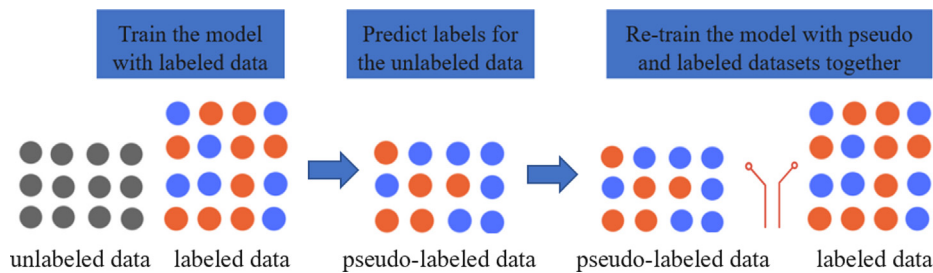 Train the model
with labeled data
Predict labels for
the unlabeled data
Re-train the model with pseudo
and labeled datasets together
unlabeled data
labeled data
pseudo-labeled data
pseudo-labeled data
labeled data